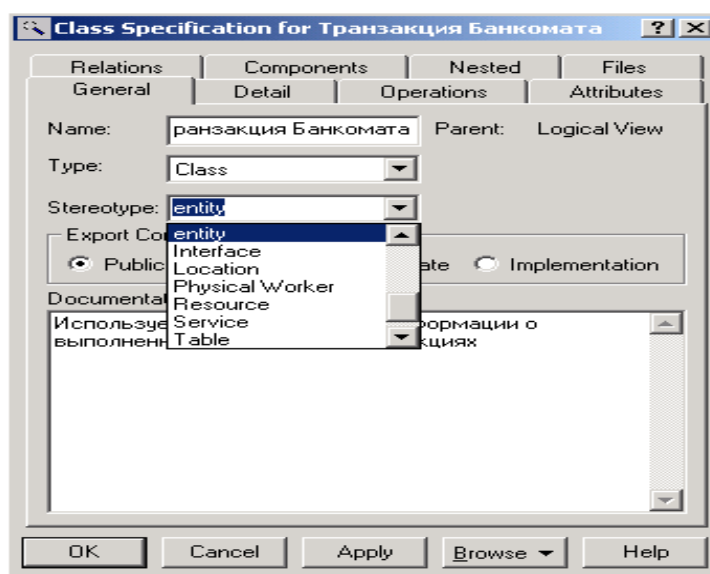 Class Specification for Транзакция Банкомата
Relations Components Nested Files
General Detail Operations Attributes
Name: ранзакция Банкомата Parent: Logical View
Type: Class
Stereotype: entity
entity
Interface
Location
Physical Worker
Resource
Service
Table
Export Co
Public ate Implementation
Documenta
Используе ормации о
выполненн кциях
OK Cancel Apply Browse Help